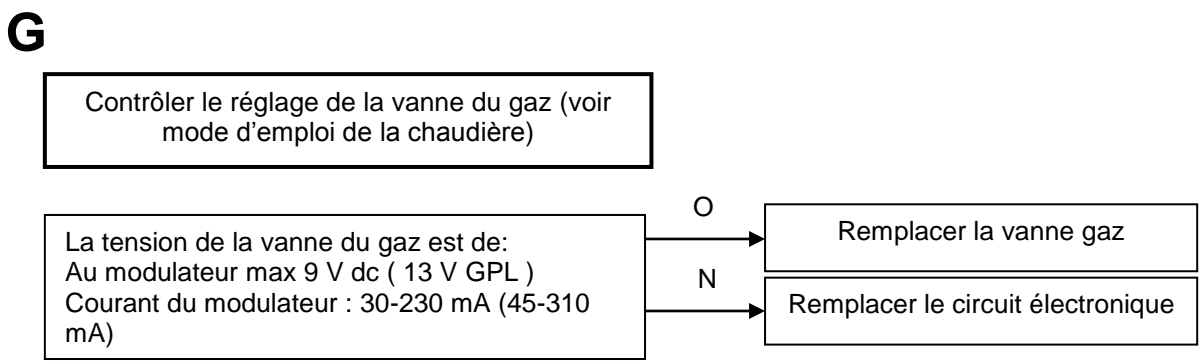 G
Contrôler le réglage de la vanne du gaz (voir
mode d'emploi de la chaudière)
La tension de la vanne du gaz est de:
Au modulateur max 9 V dc ( 13 V GPL )
Courant du modulateur : 30-230 mA (45-310
mA)
O
Remplacer la vanne gaz
N
Remplacer le circuit électronique